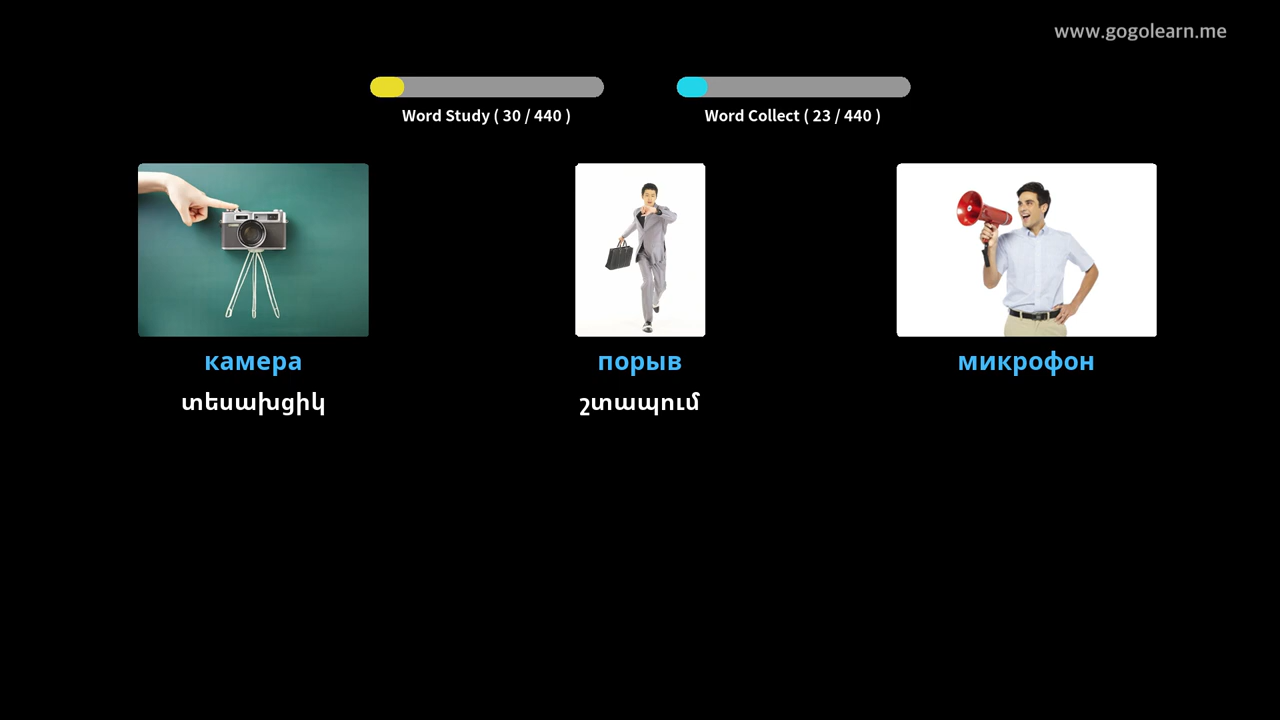 www.gogolearn.me
Word Study ( 30 / 440 )
Word Collect ( 23 / 440 )
камера
порыв
микрофон
տեսախցիկ
շտապում